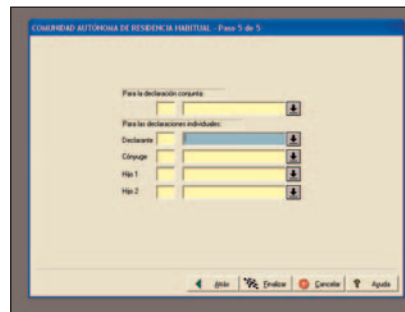 COMUNIDAD AUTÓNOMA DE RESIDENCIA HABITUAL - Paso 5 de 5
Para la declaración conjunta:
Para las declaraciones individuales:
Declarante
Cónyuge
Hijo 1
Hijo 2
Atrás Finalizar Cancelar ? Ayuda